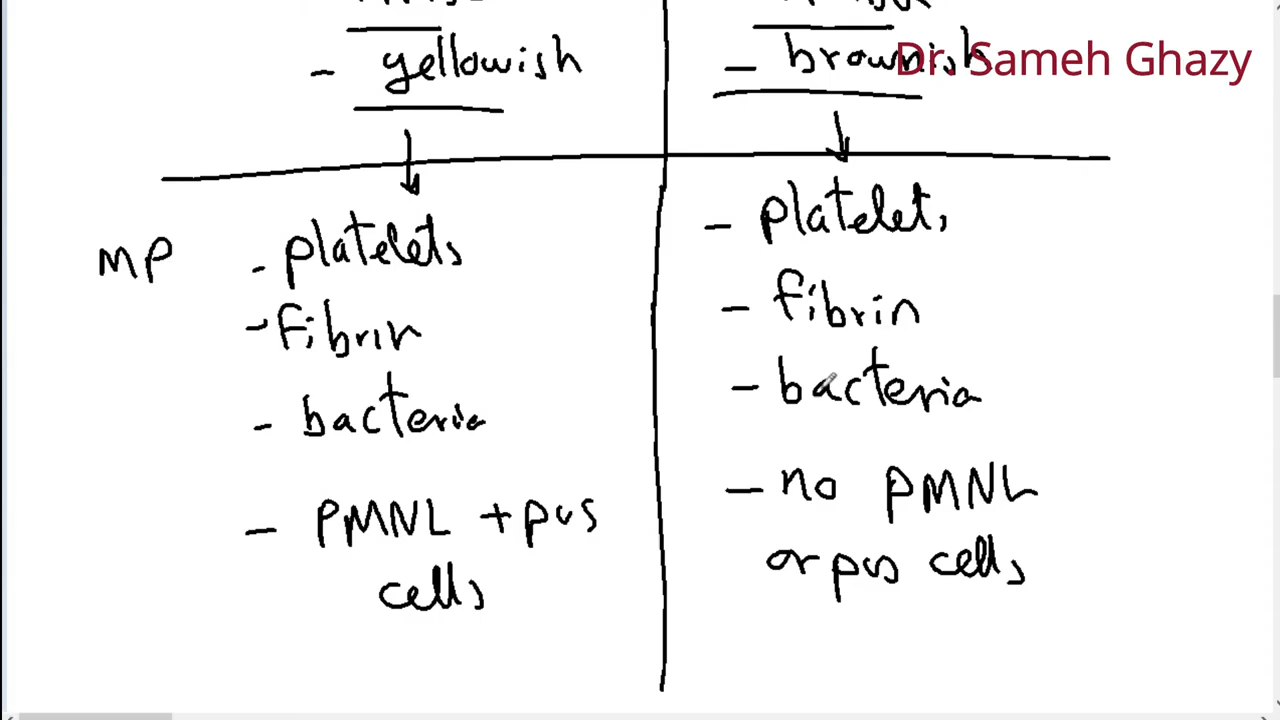 - yellowish
- brownish
Dr. Sameh Ghazy
MP
- platelets
- fibrin
- bacteria
- PMNL + pus
cells
- platelets
- fibrin
- bacteria
- no PMNL
or pus cells